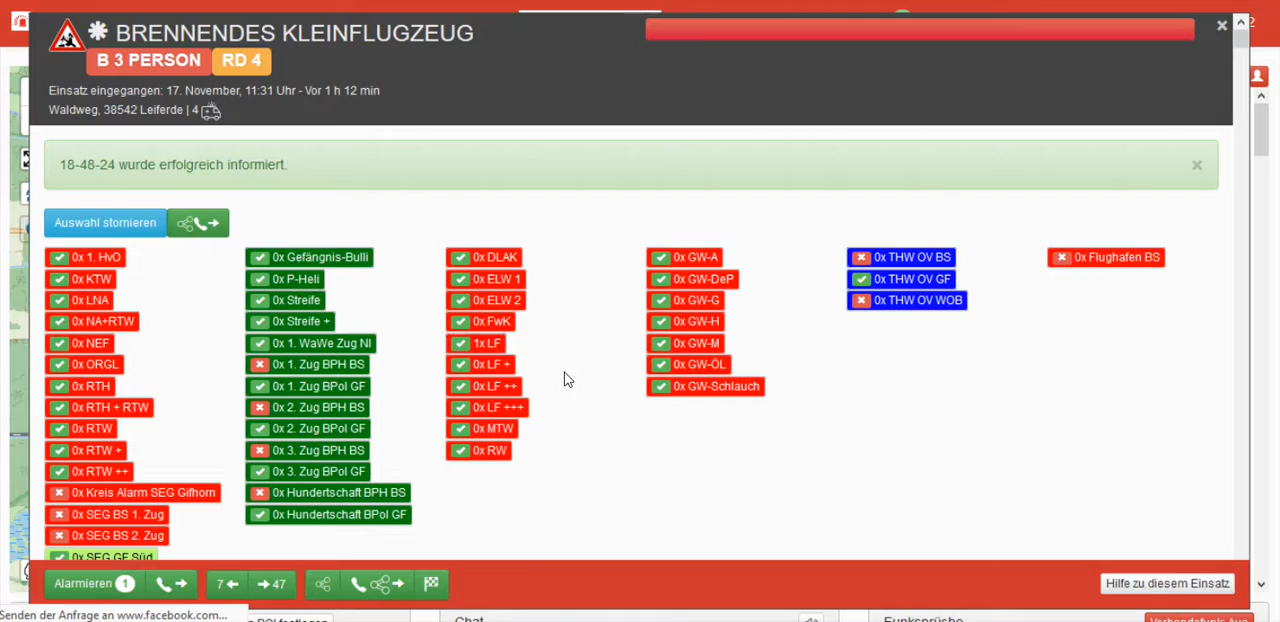 BRENNENDES KLEINFLUGZEUG
B 3 PERSON RD 4
Einsatz eingegangen: 17. November, 11:31 Uhr - Vor 1 h 12 min
Waldweg, 38542 Leiferde | 4
18-48-24 wurde erfolgreich informiert.
Auswahl stornieren
0x 1. HvO
0x KTW
0x LNA
0x NA+RTW
0x NEF
0x ORGL
0x RTH
0x RTH + RTW
0x RTW
0x RTW +
0x RTW ++
0x Kreis Alarm SEG Gifhorn
0x SEG BS 1. Zug
0x SEG BS 2. Zug
0x SEG GF Süd
0x Gefängnis-Bulli
0x P-Heli
0x Streife
0x Streife +
0x 1. WaWe Zug NI
0x 1. Zug BPH BS
0x 1. Zug BPol GF
0x 2. Zug BPH BS
0x 2. Zug BPol GF
0x 3. Zug BPH BS
0x 3. Zug BPol GF
0x Hundertschaft BPH BS
0x Hundertschaft BPol GF
0x DLAK
0x ELW 1
0x ELW 2
0x FwK
1x LF
0x LF +
0x LF ++
0x LF +++
0x MTW
0x RW
0x GW-A
0x GW-DeP
0x GW-G
0x GW-H
0x GW-M
0x GW-ÖL
0x GW-Schlauch
0x THW OV BS
0x THW OV GF
0x THW OV WOB
0x Flughafen BS
Alarmieren 1
7
47
Hilfe zu diesem Einsatz
Senden der Anfrage an www.facebook.com...
Chat
Funksprüche